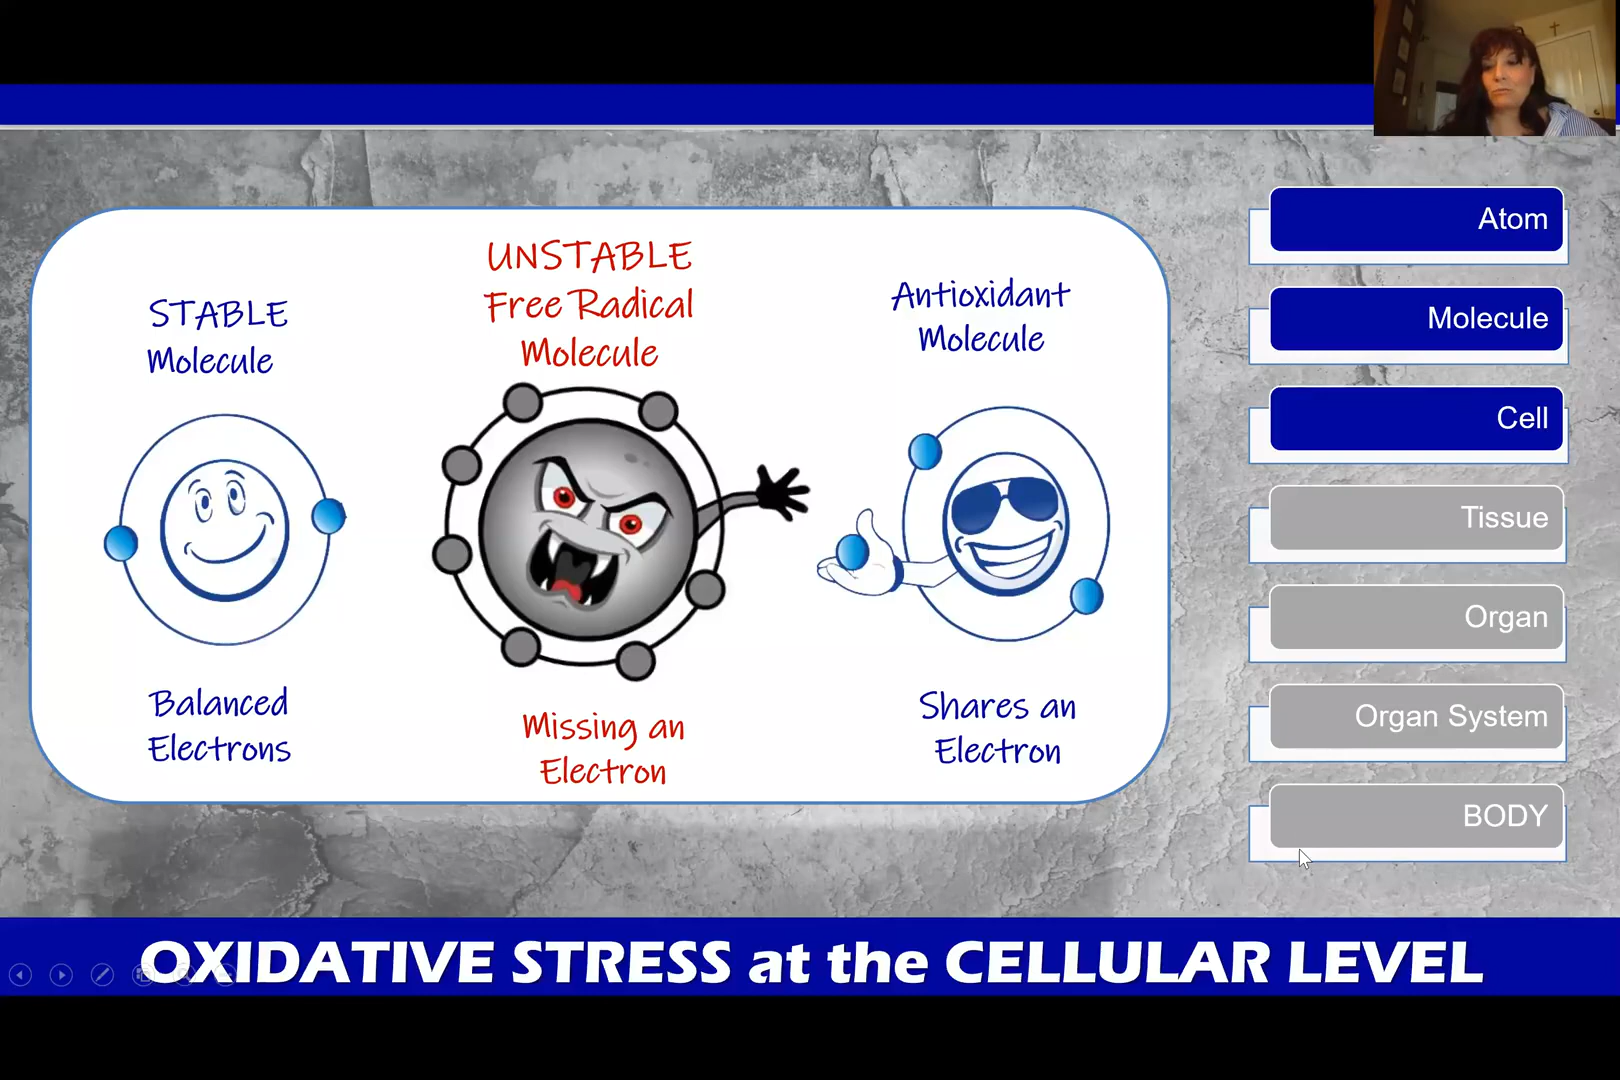 STABLE
Molecule
UNSTABLE
Free Radical
Molecule
Antioxidant
Molecule
Balanced
Electrons
Missing an
Electron
Shares an
Electron
Atom
Molecule
Cell
Tissue
Organ
Organ System
BODY
OXIDATIVE STRESS at the CELLULAR LEVEL